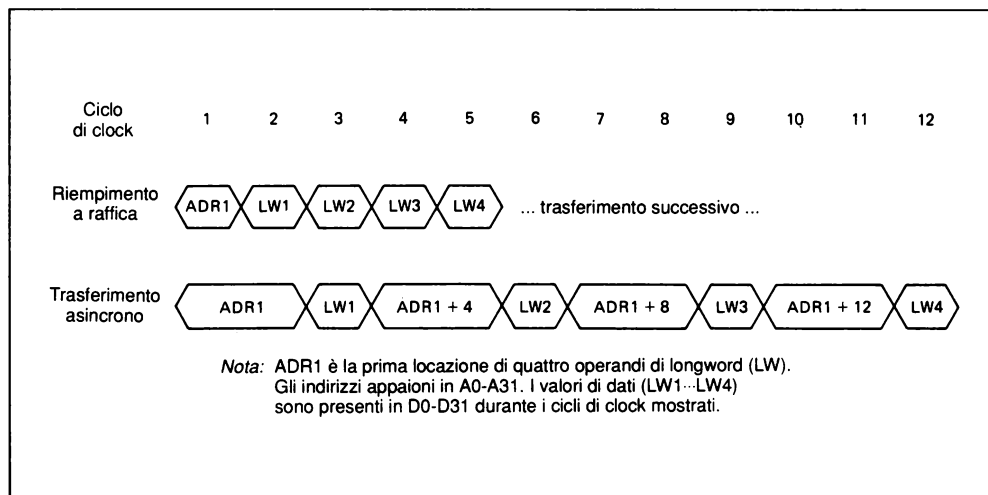 Ciclo di clock 1 2 3 4 5 6 7 8 9 10 11 12
Riempimento a raffica ADR1 LW1 LW2 LW3 LW4 ... trasferimento successivo ...
Trasferimento asincrono ADR1 LW1 ADR1 + 4 LW2 ADR1 + 8 LW3 ADR1 + 12 LW4
Nota: ADR1 è la prima locazione di quattro operandi di longword (LW).
Gli indirizzi appaioni in A0-A31. I valori di dati (LW1···LW4)
sono presenti in D0-D31 durante i cicli di clock mostrati.